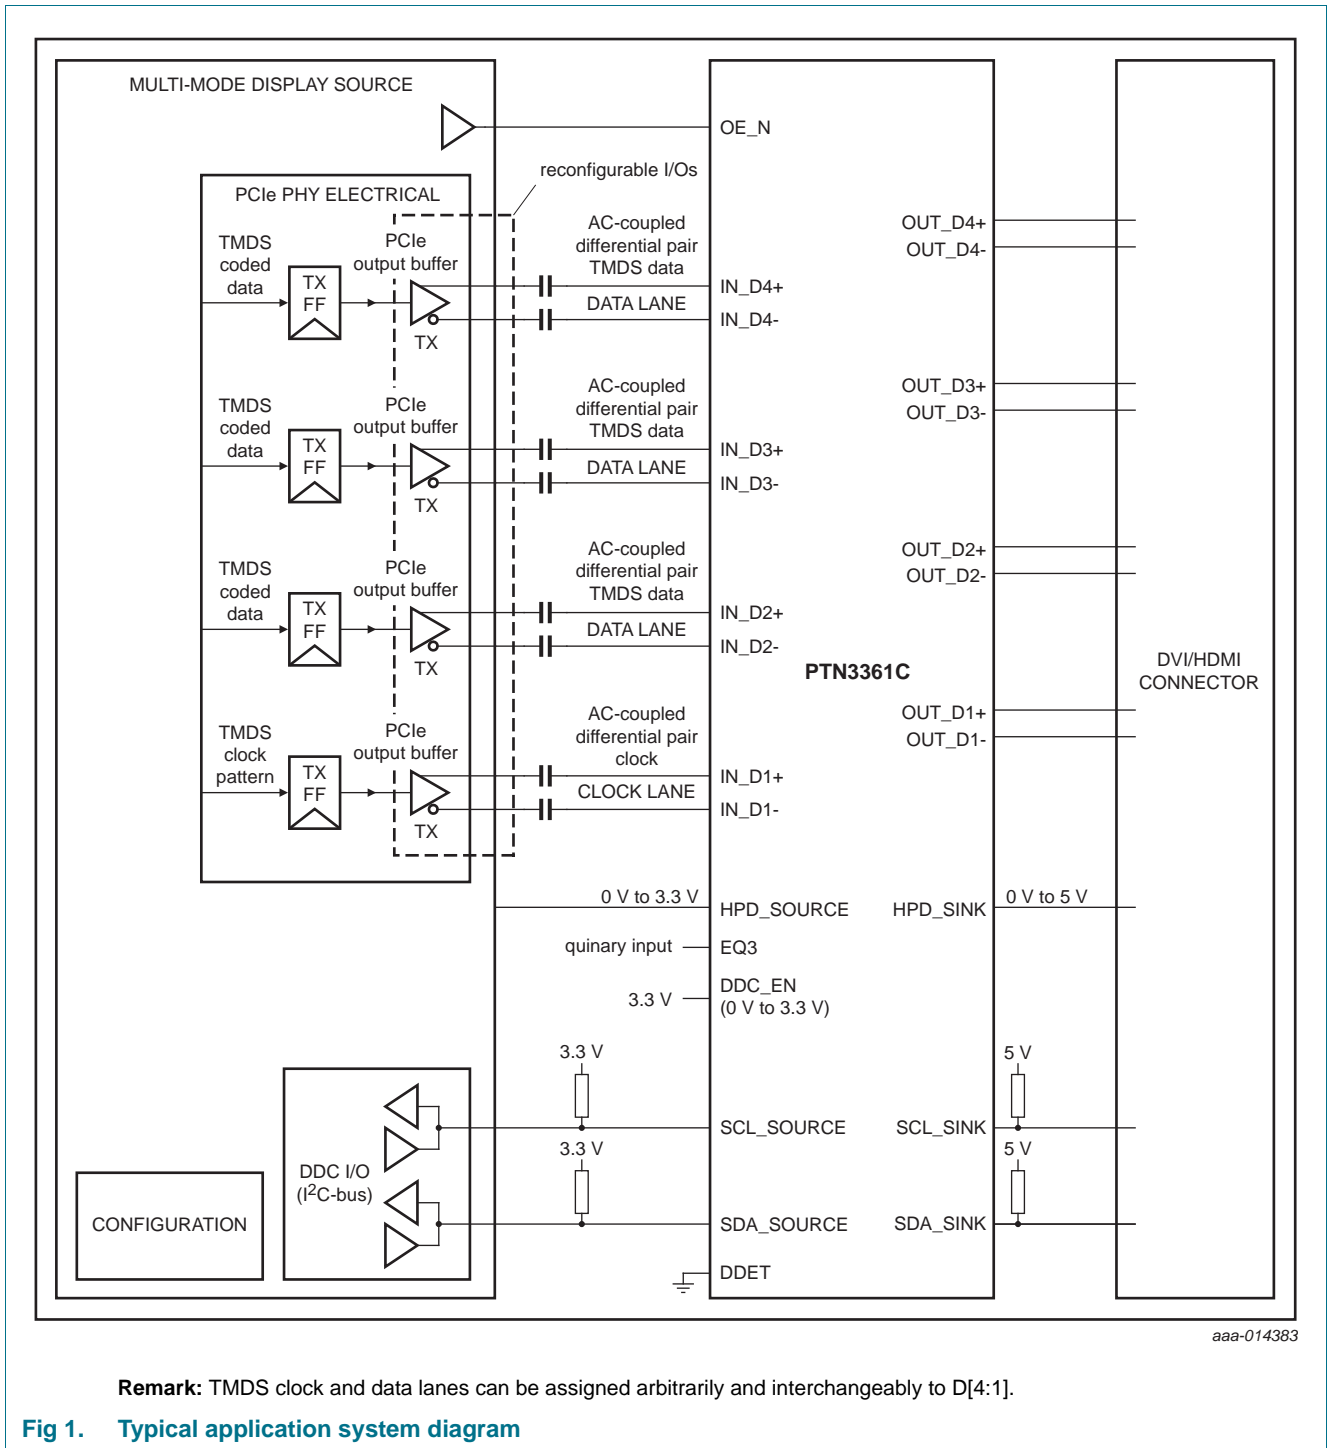 MULTI-MODE DISPLAY SOURCE
OE_N
reconfigurable I/Os
PCIe PHY ELECTRICAL
TMDS
coded
data
TX
FF
PCIe
output buffer
TX
AC-coupled
differential pair
TMDS data
DATA LANE
IN_D4+
IN_D4-
OUT_D4+
OUT_D4-
TMDS
coded
data
TX
FF
PCIe
output buffer
TX
AC-coupled
differential pair
TMDS data
DATA LANE
IN_D3+
IN_D3-
OUT_D3+
OUT_D3-
TMDS
coded
data
TX
FF
PCIe
output buffer
TX
AC-coupled
differential pair
TMDS data
DATA LANE
IN_D2+
IN_D2-
OUT_D2+
OUT_D2-
PTN3361C
DVI/HDMI
CONNECTOR
TMDS
clock
pattern
TX
FF
PCIe
output buffer
TX
AC-coupled
differential pair
clock
CLOCK LANE
IN_D1+
IN_D1-
OUT_D1+
OUT_D1-
0 V to 3.3 V
HPD_SOURCE
HPD_SINK
0 V to 5 V
quinary input
EQ3
3.3 V
DDC_EN
(0 V to 3.3 V)
3.3 V
5 V
SCL_SOURCE
SCL_SINK
3.3 V
5 V
DDC I/O
(I2C-bus)
CONFIGURATION
SDA_SOURCE
SDA_SINK
DDET
aaa-014383
Remark: TMDS clock and data lanes can be assigned arbitrarily and interchangeably to D[4:1].
Fig 1. Typical application system diagram